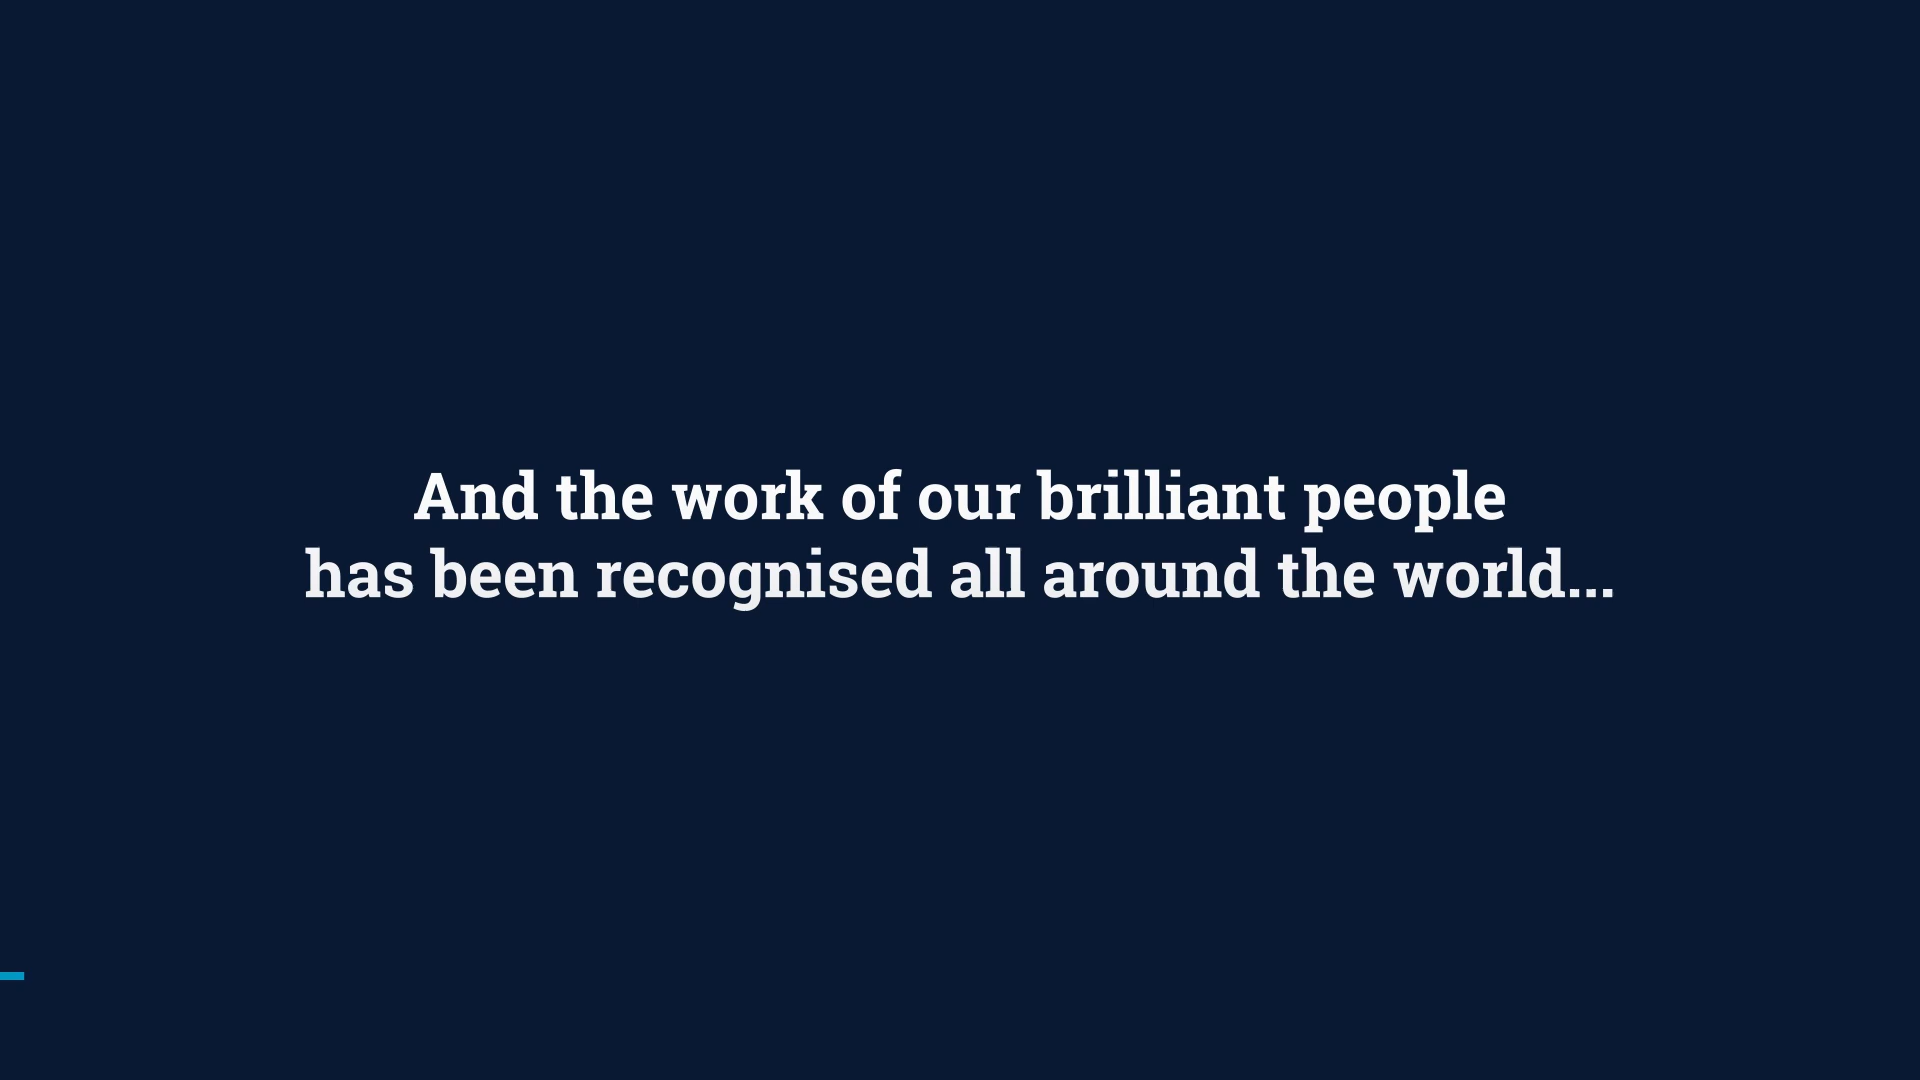 And the work of our brilliant people
has been recognised all around the world...